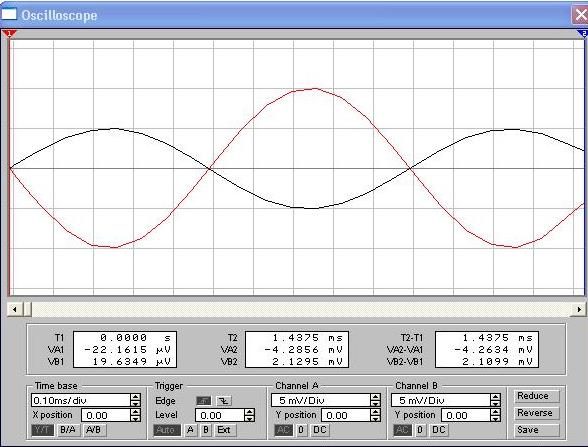 Oscilloscope
1 2
T1 0.0000 s T2 1.4375 ms T2-T1 1.4375 ms
VA1 -22.1615 µV VA2 -4.2856 mV VA2-VA1 -4.2634 mV
VB1 19.6349 µV VB2 2.1295 mV VB2-VB1 2.1099 mV
Time base Trigger Channel A Channel B Reduce
0.10ms/div Edge 5 mV/Div 5 mV/Div
X position 0.00 Level 0.00 Y position 0.00 Y position 0.00 Reverse
Y/T B/A A/B Auto A B Ext AC 0 DC AC 0 DC Save